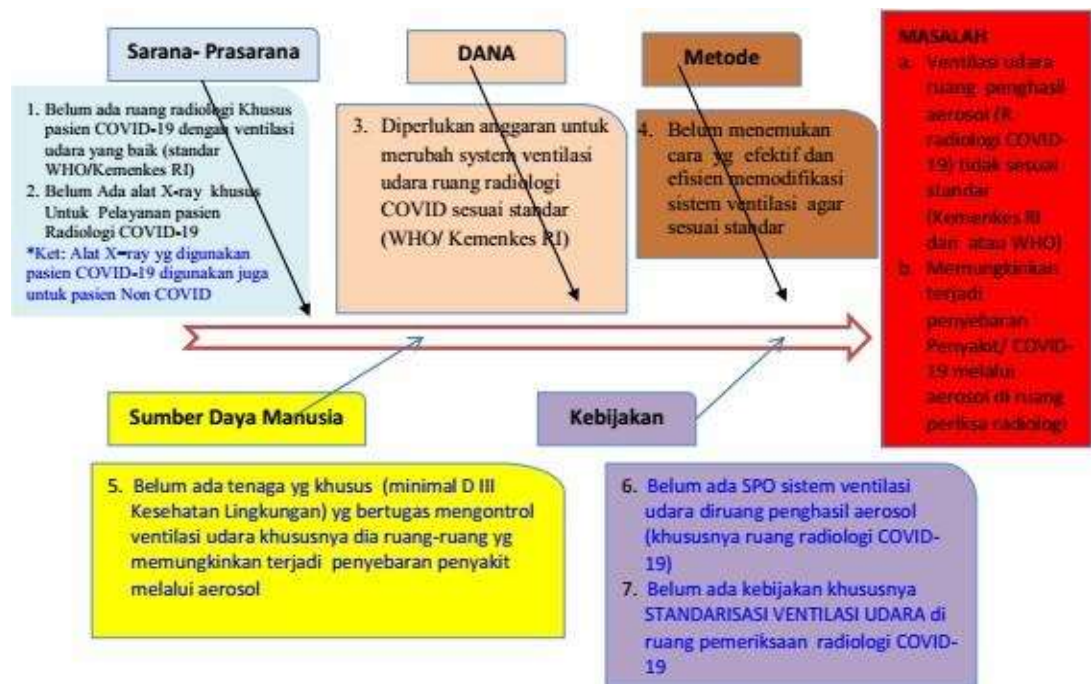 Sarana- Prasarana
1. Belum ada ruang radiologi Khusus
pasien COVID-19 dengan ventilasi
udara yang baik (standar
WHO/Kemenkes RI)
2. Belum Ada alat X-ray khusus
Untuk Pelayanan pasien
Radiologi COVID-19
*Ket: Alat X-ray yg digunakan
pasien COVID-19 digunakan juga
untuk pasien Non COVID
DANA
3. Diperlukan anggaran untuk
merubah system ventilasi
udara ruang radiologi
COVID sesuai standar
(WHO/ Kemenkes RI)
Metode
4. Belum menemukan
cara yg efektif dan
efisien memodifikasi
sistem ventilasi agar
sesuai standar
MASALAH
a. Ventilasi udara
ruang penghasil
aerosol (R
radiologi COVID-
19) tidak sesuai
standar
(Kemenkes RI
dan atau WHO)
b. Memungkinkan
terjadi
penyebaran
Penyakit/ COVID-
19 melalui
aerosol di ruang
periksa radiologi
Sumber Daya Manusia
5. Belum ada tenaga yg khusus (minimal D III
Kesehatan Lingkungan) yg bertugas mengontrol
ventilasi udara khususnya dia ruang-ruang yg
memungkinkan terjadi penyebaran penyakit
melalui aerosol
Kebijakan
6. Belum ada SPO sistem ventilasi
udara diruang penghasil aerosol
(khususnya ruang radiologi COVID-
19)
7. Belum ada kebijakan khususnya
STANDARISASI VENTILASI UDARA di
ruang pemeriksaan radiologi COVID-
19